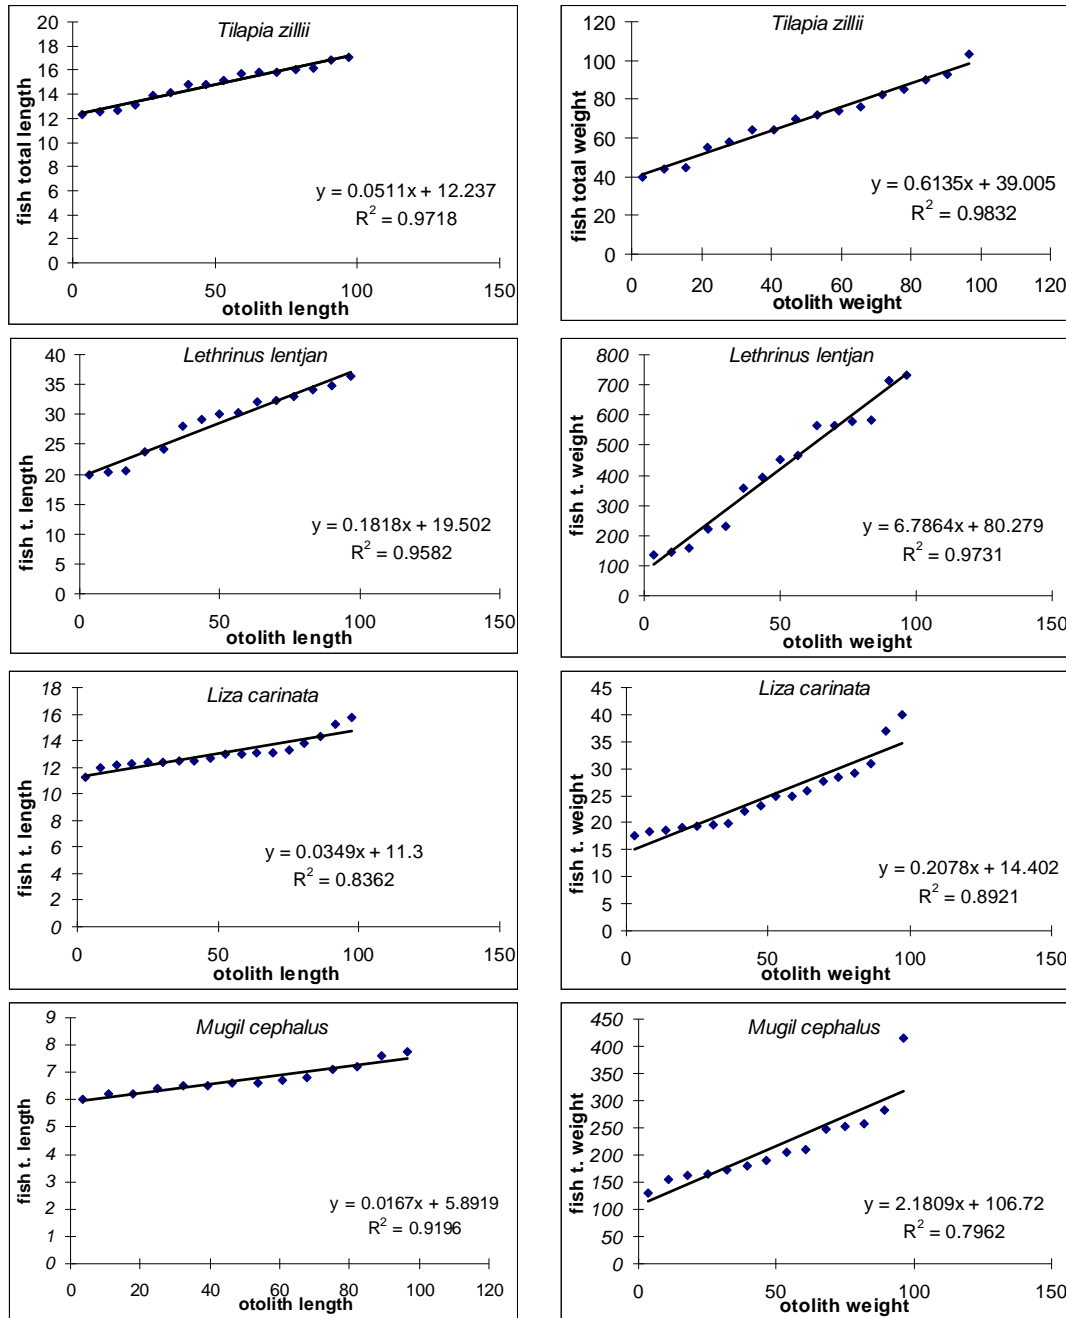 Tilapia zillii
fish total length
20
18
16
14
12
10
8
6
4
2
0
y = 0.0511x + 12.237
R² = 0.9718
0 50 100 150
otolith length
Tilapia zillii
fish total weight
120
100
80
60
40
20
0
y = 0.6135x + 39.005
R² = 0.9832
0 20 40 60 80 100 120
otolith weight
Lethrinus lentjan
fish t. length
40
35
30
25
20
15
10
5
0
y = 0.1818x + 19.502
R² = 0.9582
0 50 100 150
otolith length
Lethrinus lentjan
fish t. weight
800
700
600
500
400
300
200
100
0
y = 6.7864x + 80.279
R² = 0.9731
0 50 100 150
otolith weight
Liza carinata
fish t. length
18
16
14
12
10
8
6
4
2
0
y = 0.0349x + 11.3
R² = 0.8362
0 50 100 150
otolith length
Liza carinata
fish t. weight
45
40
35
30
25
20
15
10
5
0
y = 0.2078x + 14.402
R² = 0.8921
0 50 100 150
otolith weight
Mugil cephalus
fish t. length
9
8
7
6
5
4
3
2
1
0
y = 0.0167x + 5.8919
R² = 0.9196
0 20 40 60 80 100 120
otolith length
Mugil cephalus
fish t. weight
450
400
350
300
250
200
150
100
50
0
y = 2.1809x + 106.72
R² = 0.7962
0 50 100 150
otolith weight